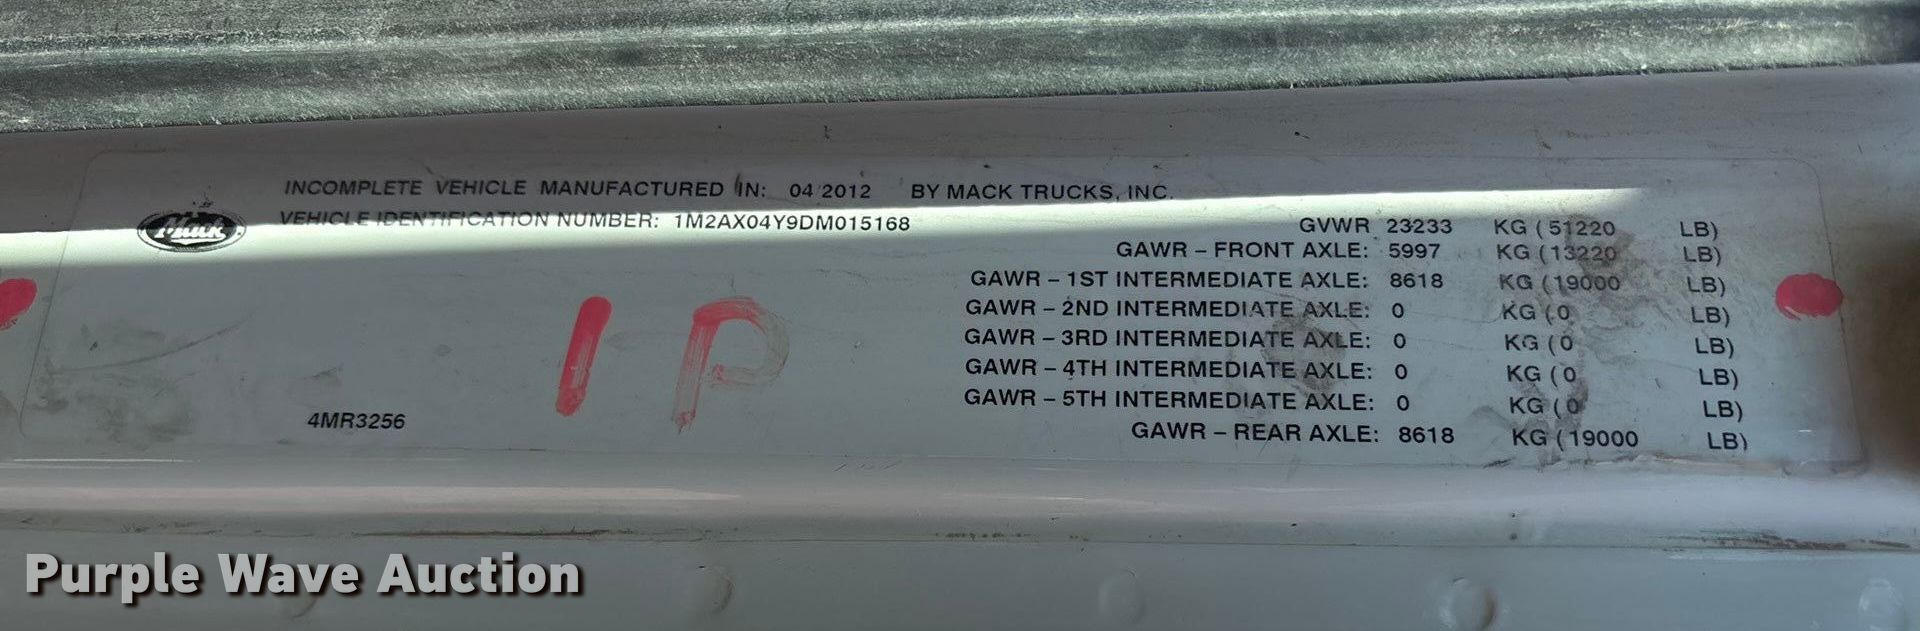 INCOMPLETE VEHICLE MANUFACTURED IN: 04 2012 BY MACK TRUCKS, INC.
Mack
VEHICLE IDENTIFICATION NUMBER: 1M2AX04Y9DM015168
GVWR 23233 KG ( 51220 LB)
GAWR – FRONT AXLE: 5997 KG ( 13220 LB)
GAWR – 1ST INTERMEDIATE AXLE: 8618 KG ( 19000 LB)
GAWR – 2ND INTERMEDIATE AXLE: 0 KG ( 0 LB)
GAWR – 3RD INTERMEDIATE AXLE: 0 KG ( 0 LB)
GAWR – 4TH INTERMEDIATE AXLE: 0 KG ( 0 LB)
GAWR – 5TH INTERMEDIATE AXLE: 0 KG ( 0 LB)
GAWR – REAR AXLE: 8618 KG ( 19000 LB)
1P
4MR3256
Purple Wave Auction